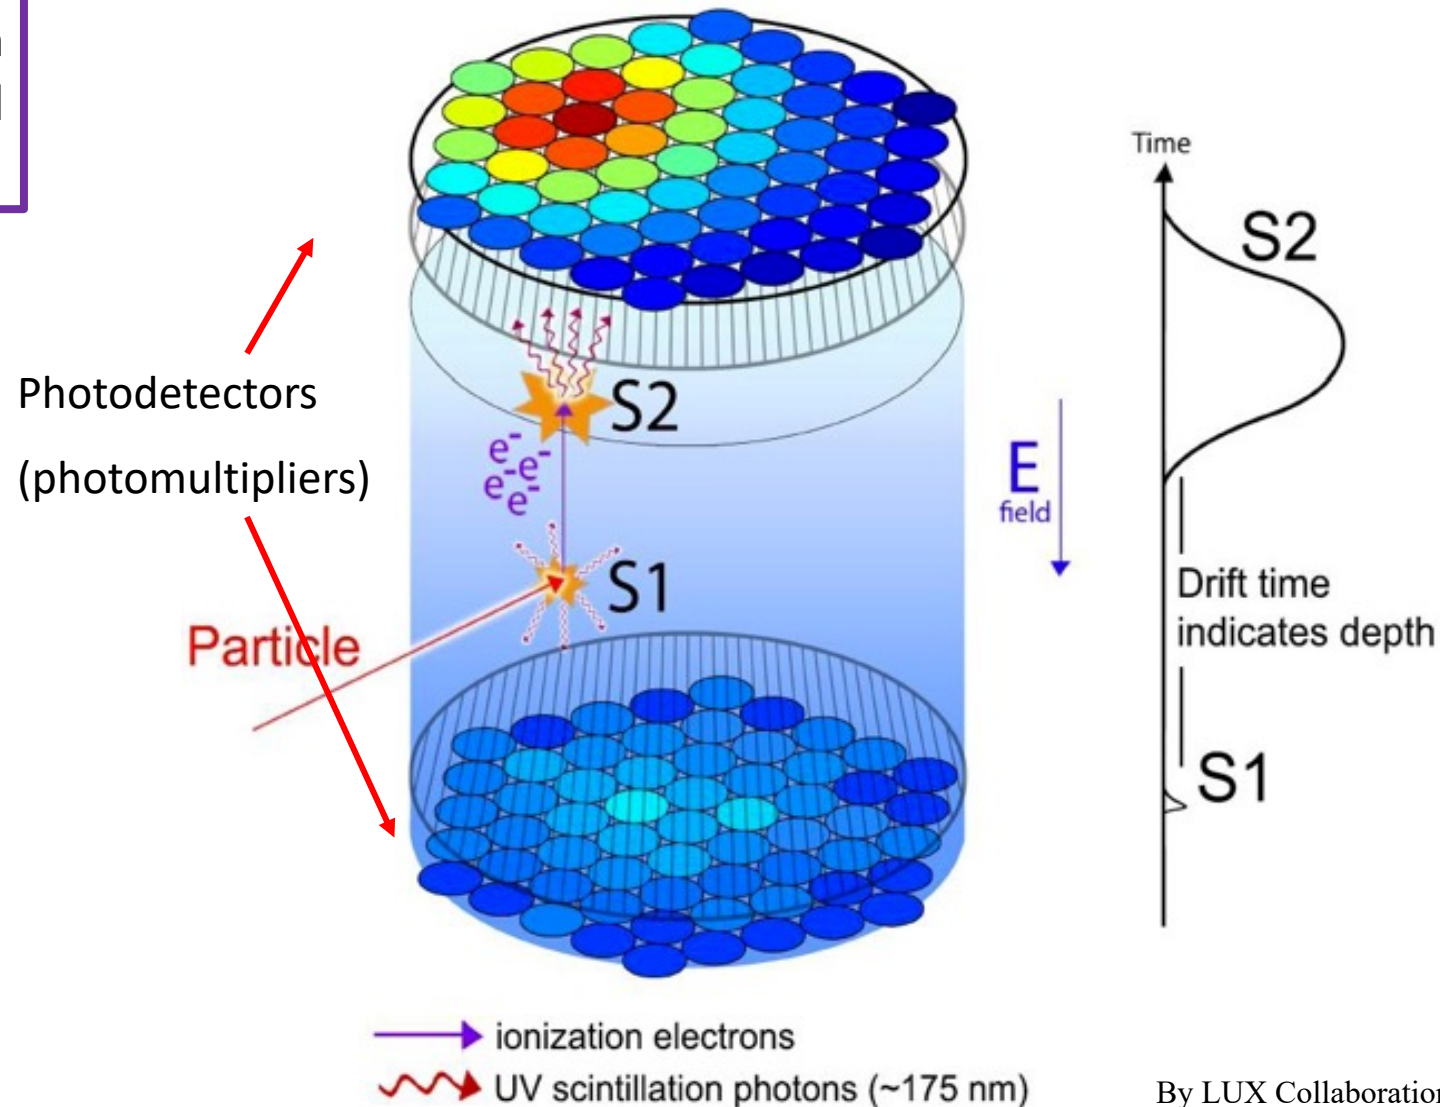 Time
S2
Photodetectors
(photomultipliers)
S2
e-
e-
e-
e-
E
field
Drift time
indicates depth
S1
Particle
S1
ionization electrons
UV scintillation photons (~175 nm)
By LUX Collaboration